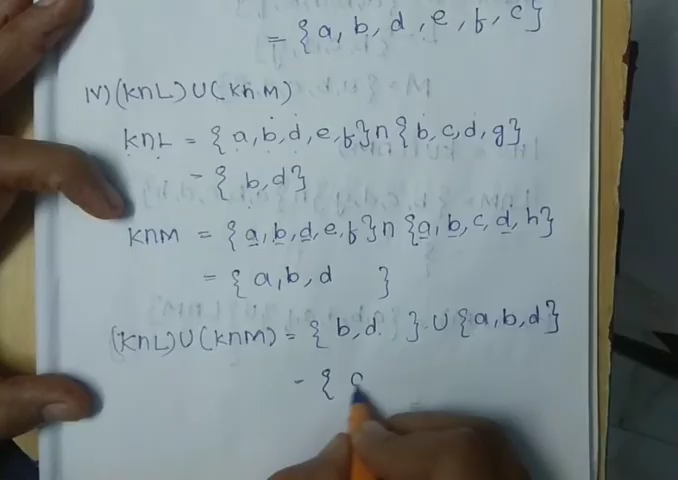 = {a, b, d, e, f, c}
IV) (K∩L) ∪ (K∩M)
K∩L = {a, b, d, e, f} ∩ {b, c, d, g}
- {b, d}
K∩M = {a, b, d, e, f} ∩ {a, b, c, d, h}
= {a, b, d }
(K∩L) ∪ (K∩M) = {b, d. } ∪ {a, b, d}
- {